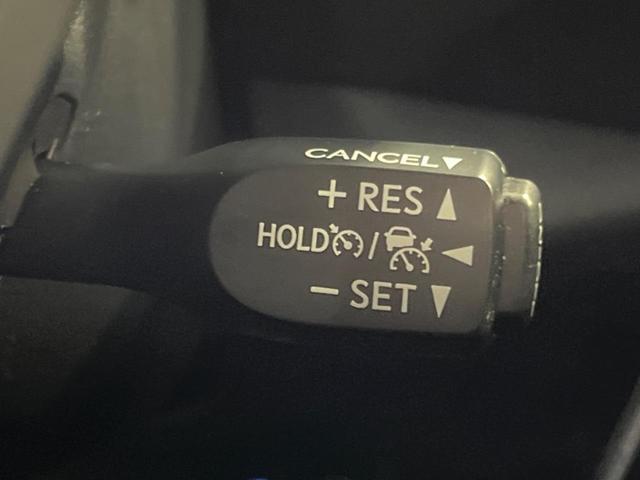 CANCEL▼
+ RES ▲
HOLD / ◀
− SET ▼